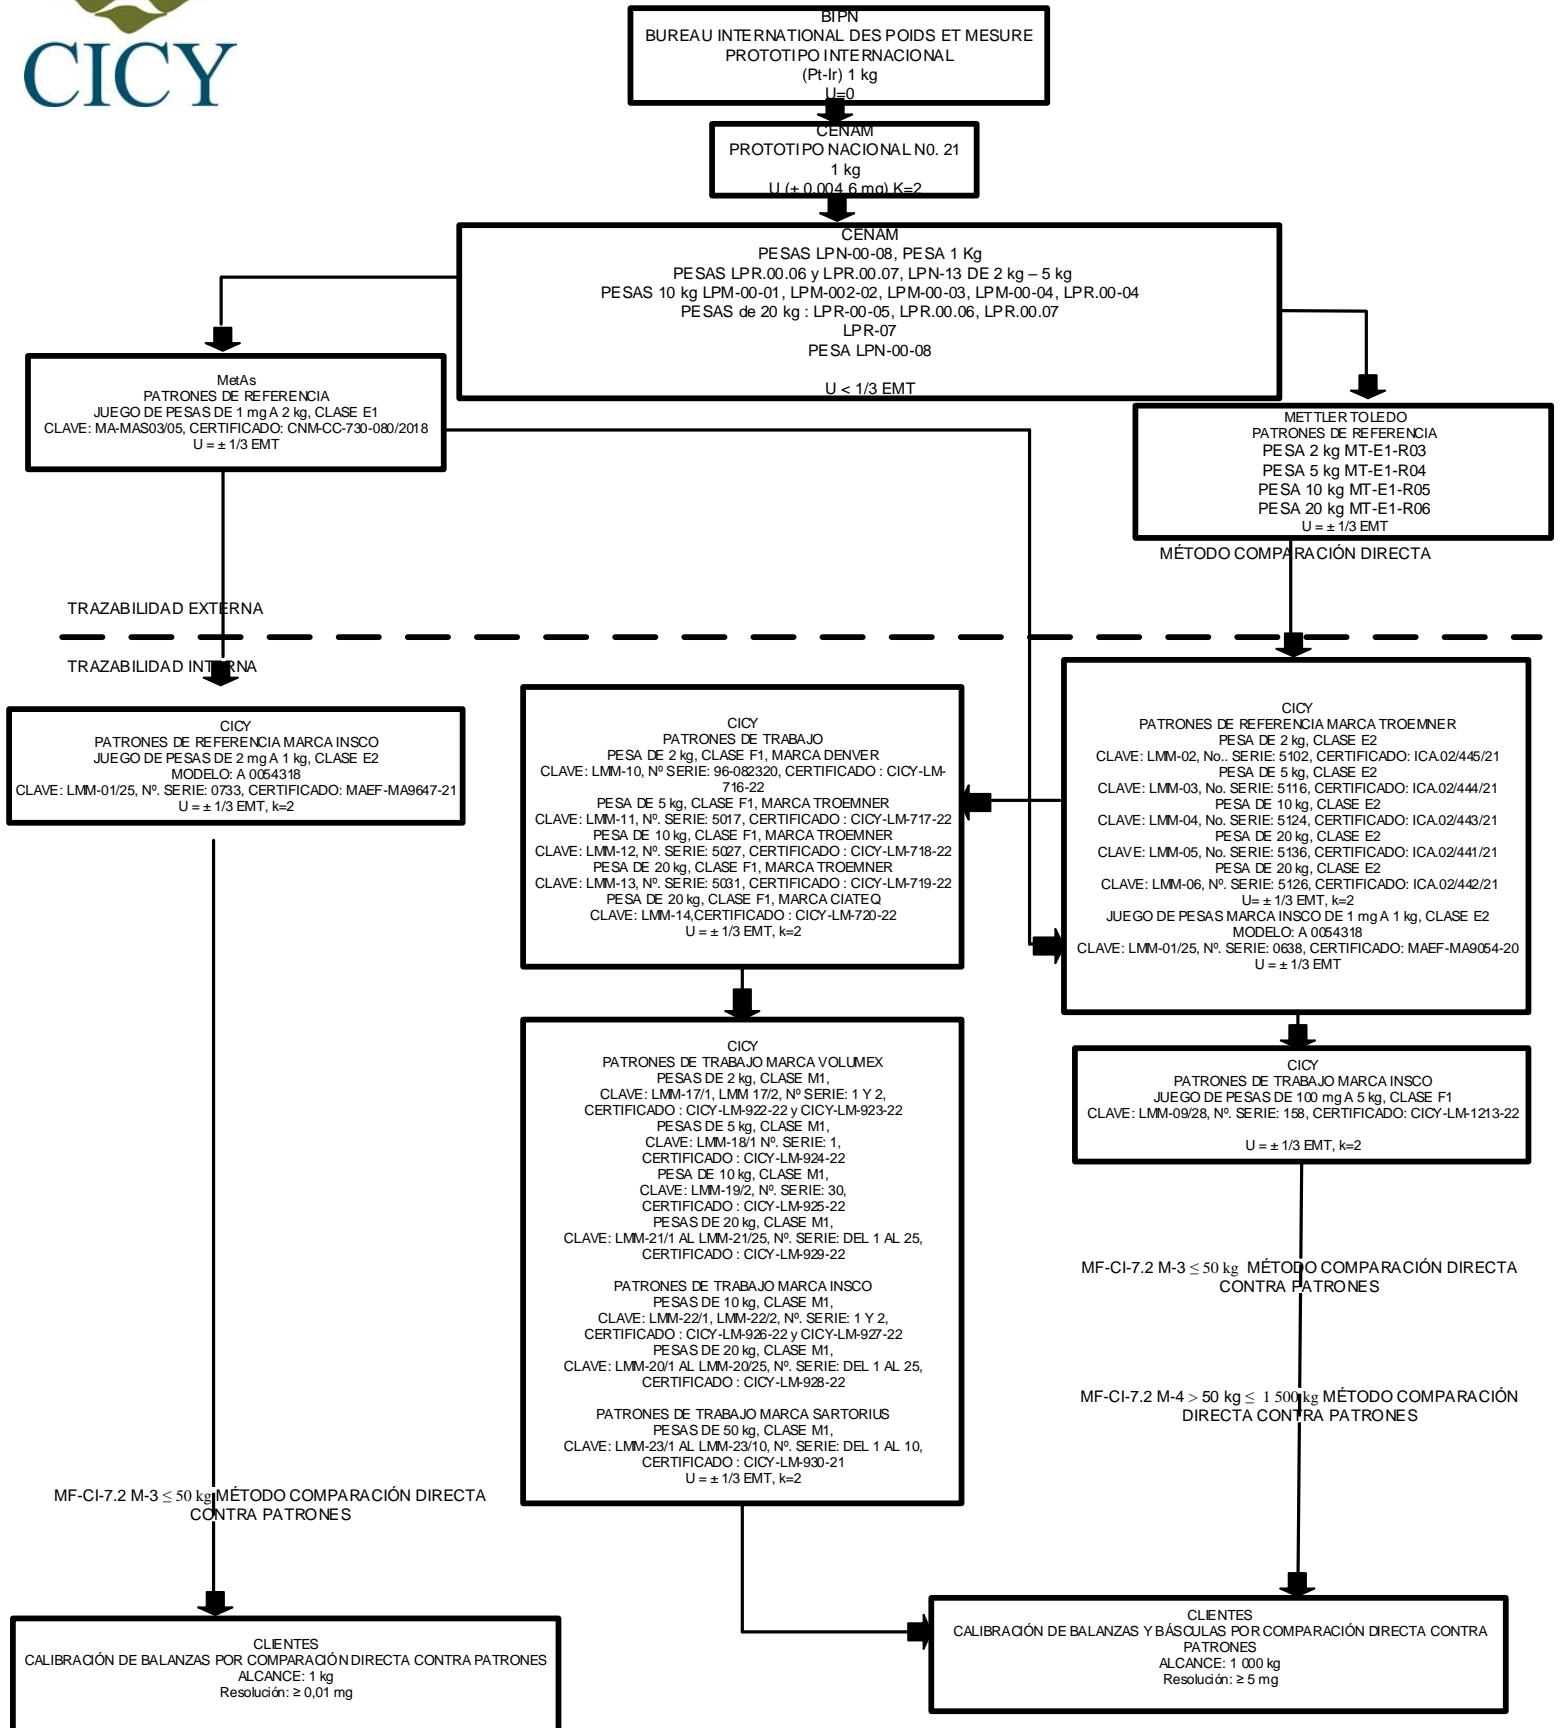 CICY
BIPN
BUREAU INTERNATIONAL DES POIDS ET MESURE
PROTOTIPO INTERNACIONAL
(Pt-Ir) 1 kg
U=0
CENAM
PROTOTIPO NACIONAL N0. 21
1 kg
U (± 0.004 6 mg) K=2
CENAM
PESAS LPN-00-08, PESA 1 Kg
PESAS LPR.00.06 y LPR.00.07, LPN-13 DE 2 kg – 5 kg
PESAS 10 kg LPM-00-01, LPM-002-02, LPM-00-03, LPM-00-04, LPR.00-04
PESAS de 20 kg : LPR-00-05, LPR.00.06, LPR.00.07
LPR-07
PESA LPN-00-08
U < 1/3 EMT
MetAs
PATRONES DE REFERENCIA
JUEGO DE PESAS DE 1 mg A 2 kg, CLASE E1
CLAVE: MA-MAS03/05, CERTIFICADO: CNM-CC-730-080/2018
U = ± 1/3 EMT
METTLER TOLEDO
PATRONES DE REFERENCIA
PESA 2 kg MT-E1-R03
PESA 5 kg MT-E1-R04
PESA 10 kg MT-E1-R05
PESA 20 kg MT-E1-R06
U = ± 1/3 EMT
MÉTODO COMPARACIÓN DIRECTA
TRAZABILIDAD EXTERNA
TRAZABILIDAD INTERNA
CICY
PATRONES DE REFERENCIA MARCA INSCO
JUEGO DE PESAS DE 2 mg A 1 kg, CLASE E2
MODELO: A 0054318
CLAVE: LMM-01/25, Nº. SERIE: 0733, CERTIFICADO: MAEF-MA9647-21
U = ± 1/3 EMT, k=2
CICY
PATRONES DE TRABAJO
PESA DE 2 kg, CLASE F1, MARCA DENVER
CLAVE: LMM-10, Nº SERIE: 96-082320, CERTIFICADO : CICY-LM-
716-22
PESA DE 5 kg, CLASE F1, MARCA TROEMNER
CLAVE: LMM-11, Nº. SERIE: 5017, CERTIFICADO : CICY-LM-717-22
PESA DE 10 kg, CLASE F1, MARCA TROEMNER
CLAVE: LMM-12, Nº. SERIE: 5027, CERTIFICADO : CICY-LM-718-22
PESA DE 20 kg, CLASE F1, MARCA TROEMNER
CLAVE: LMM-13, Nº. SERIE: 5031, CERTIFICADO : CICY-LM-719-22
PESA DE 20 kg, CLASE F1, MARCA CIATEQ
CLAVE: LMM-14,CERTIFICADO : CICY-LM-720-22
U = ± 1/3 EMT, k=2
CICY
PATRONES DE REFERENCIA MARCA TROEMNER
PESA DE 2 kg, CLASE E2
CLAVE: LMM-02, No.. SERIE: 5102, CERTIFICADO: ICA.02/445/21
PESA DE 5 kg, CLASE E2
CLAVE: LMM-03, No. SERIE: 5116, CERTIFICADO: ICA.02/444/21
PESA DE 10 kg, CLASE E2
CLAVE: LMM-04, No. SERIE: 5124, CERTIFICADO: ICA.02/443/21
PESA DE 20 kg, CLASE E2
CLAVE: LMM-05, No. SERIE: 5136, CERTIFICADO: ICA.02/441/21
PESA DE 20 kg, CLASE E2
CLAVE: LMM-06, Nº. SERIE: 5126, CERTIFICADO: ICA.02/442/21
U= ± 1/3 EMT, k=2
JUEGO DE PESAS MARCA INSCO DE 1 mg A 1 kg, CLASE E2
MODELO: A 0054318
CLAVE: LMM-01/25, Nº. SERIE: 0638, CERTIFICADO: MAEF-MA9054-20
U = ± 1/3 EMT
CICY
PATRONES DE TRABAJO MARCA VOLUMEX
PESAS DE 2 kg, CLASE M1,
CLAVE: LMM-17/1, LMM 17/2, Nº SERIE: 1 Y 2,
CERTIFICADO : CICY-LM-922-22 y CICY-LM-923-22
PESAS DE 5 kg, CLASE M1,
CLAVE: LMM-18/1 Nº. SERIE: 1,
CERTIFICADO : CICY-LM-924-22
PESA DE 10 kg, CLASE M1,
CLAVE: LMM-19/2, Nº. SERIE: 30,
CERTIFICADO : CICY-LM-925-22
PESAS DE 20 kg, CLASE M1,
CLAVE: LMM-21/1 AL LMM-21/25, Nº. SERIE: DEL 1 AL 25,
CERTIFICADO : CICY-LM-929-22
PATRONES DE TRABAJO MARCA INSCO
PESAS DE 10 kg, CLASE M1,
CLAVE: LMM-22/1, LMM-22/2, Nº. SERIE: 1 Y 2,
CERTIFICADO : CICY-LM-926-22 y CICY-LM-927-22
PESAS DE 20 kg, CLASE M1,
CLAVE: LMM-20/1 AL LMM-20/25, Nº. SERIE: DEL 1 AL 25,
CERTIFICADO : CICY-LM-928-22
PATRONES DE TRABAJO MARCA SARTORIUS
PESAS DE 50 kg, CLASE M1,
CLAVE: LMM-23/1 AL LMM-23/10, Nº. SERIE: DEL 1 AL 10,
CERTIFICADO : CICY-LM-930-21
U = ± 1/3 EMT, k=2
CICY
PATRONES DE TRABAJO MARCA INSCO
JUEGO DE PESAS DE 100 mg A 5 kg, CLASE F1
CLAVE: LMM-09/28, Nº. SERIE: 158, CERTIFICADO: CICY-LM-1213-22
U = ± 1/3 EMT, k=2
MF-CI-7.2 M-3 ≤ 50 kg MÉTODO COMPARACIÓN DIRECTA
CONTRA PATRONES
MF-CI-7.2 M-4 > 50 kg ≤ 1 500 kg MÉTODO COMPARACIÓN
DIRECTA CONTRA PATRONES
MF-CI-7.2 M-3 ≤ 50 kg MÉTODO COMPARACIÓN DIRECTA
CONTRA PATRONES
CLIENTES
CALIBRACIÓN DE BALANZAS POR COMPARACIÓN DIRECTA CONTRA PATRONES
ALCANCE: 1 kg
Resolución: ≥ 0,01 mg
CLIENTES
CALIBRACIÓN DE BALANZAS Y BÁSCULAS POR COMPARACIÓN DIRECTA CONTRA
PATRONES
ALCANCE: 1 000 kg
Resolución: ≥ 5 mg